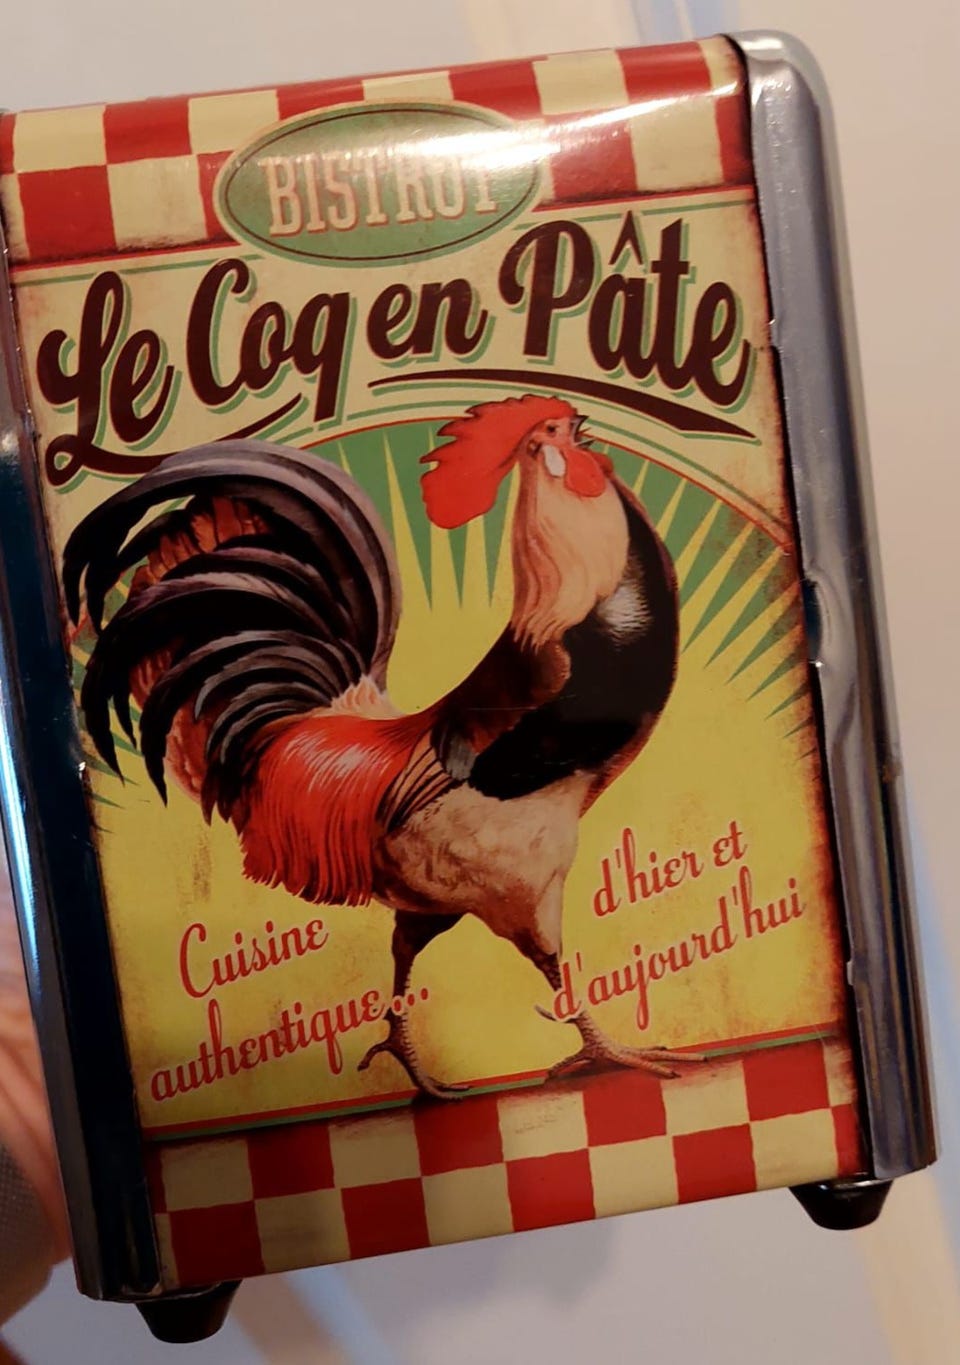 BISTROT
Le Coq en Pâte
Cuisine
authentique...
d'hier et
d'aujourd'hui